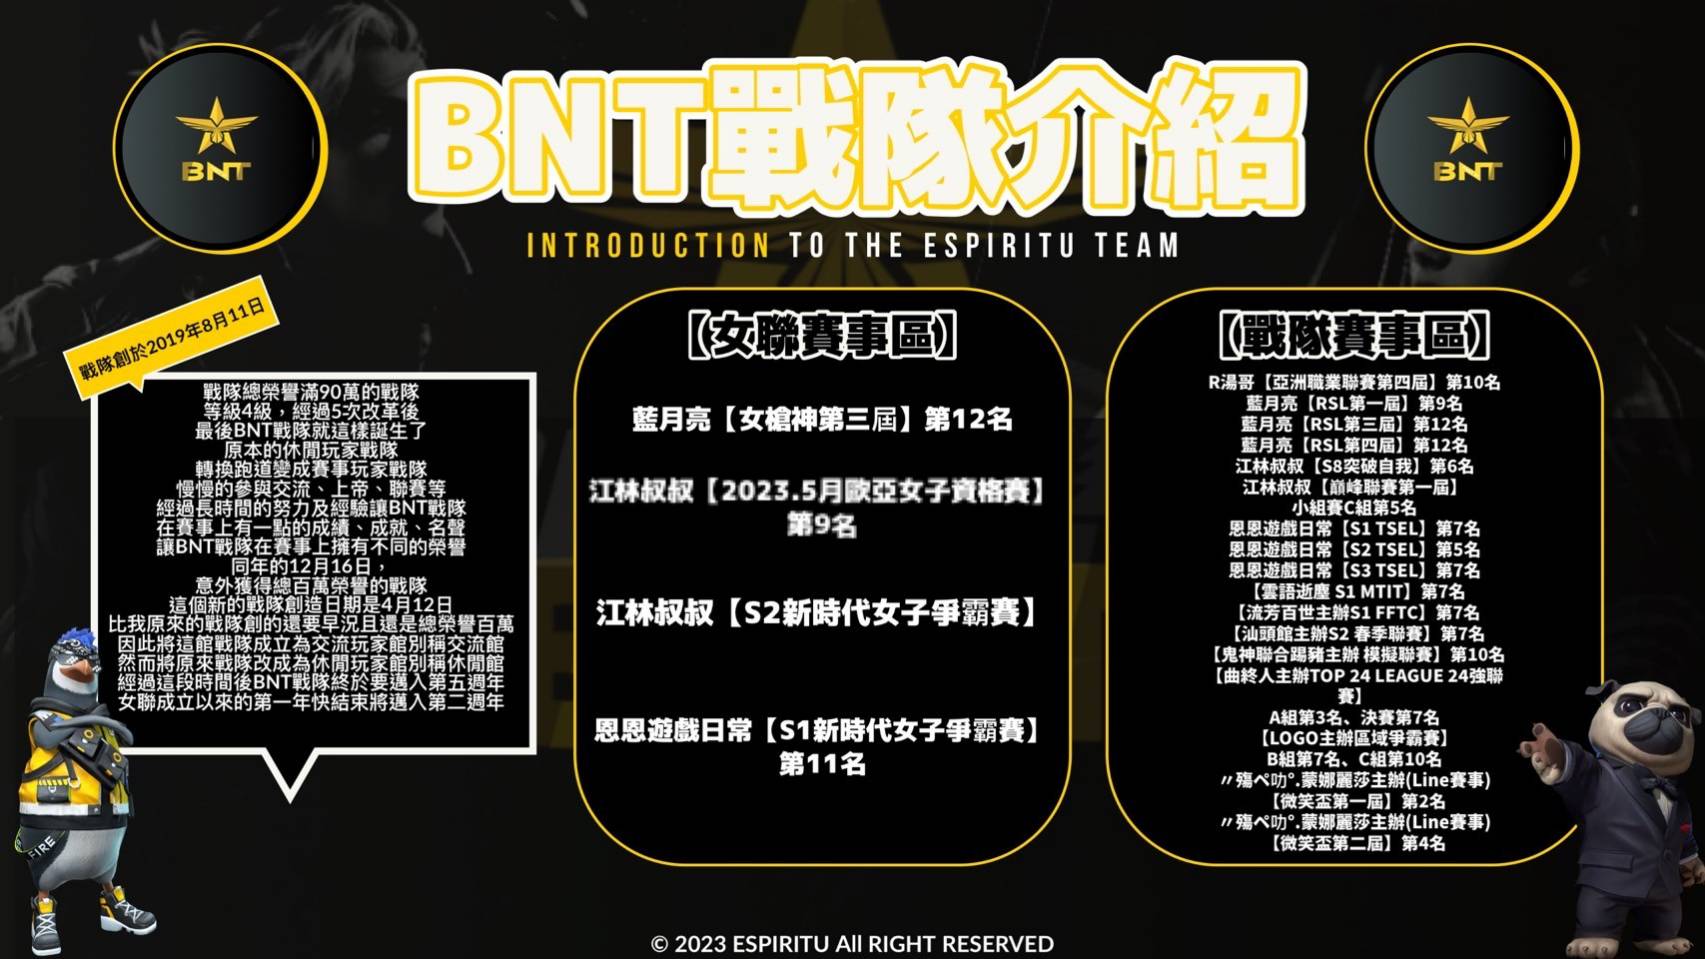 BNT
BNT戰隊介紹
BNT
INTRODUCTION TO THE ESPIRITU TEAM
戰隊創於2019年8月11日
戰隊總榮譽滿90萬的戰隊
等級4級，經過5次改革後
最後BNT戰隊就這樣誕生了
原本的休閒玩家戰隊
轉換跑道變成賽事玩家戰隊
慢慢的參與交流、上帝、聯賽等
經過長時間的努力及經驗讓BNT戰隊
在賽事上有一點的成績、成就、名聲
讓BNT戰隊在賽事上擁有不同的榮譽
同年的12月16日，
意外獲得總百萬榮譽的戰隊
這個新的戰隊創造日期是4月12日
比我原來的戰隊創的還要早況且還是總榮譽百萬
因此將這館戰隊成立為交流玩家館別稱交流館
然而將原來戰隊改成為休閒玩家館別稱休閒館
經過這段時間後BNT戰隊終於要邁入第五週年
女聯成立以來的第一年快結束將邁入第二週年
FIRE
【女聯賽事區】
藍月亮【女槍神第三屆】第12名
江林叔叔【2023.5月歐亞女子資格賽】
第9名
江林叔叔【S2新時代女子爭霸賽】
恩恩遊戲日常【S1新時代女子爭霸賽】
第11名
【戰隊賽事區】
R湯哥【亞洲職業聯賽第四屆】第10名
藍月亮【RSL第一屆】第9名
藍月亮【RSL第三屆】第12名
藍月亮【RSL第四屆】第12名
江林叔叔【S8突破自我】第6名
江林叔叔【巔峰聯賽第一屆】
小組賽C組第5名
恩恩遊戲日常【S1 TSEL】第7名
恩恩遊戲日常【S2 TSEL】第5名
恩恩遊戲日常【S3 TSEL】第7名
【雲語逝塵 S1 MTIT】第7名
【流芳百世主辦S1 FFTC】第7名
【汕頭館主辦S2 春季聯賽】第7名
【鬼神聯合踢豬主辦 模擬聯賽】第10名
【曲終人主辦TOP 24 LEAGUE 24強聯
賽】
A組第3名、決賽第7名
【LOGO主辦區域爭霸賽】
B組第7名、C組第10名
〃殤ペ叻°.蒙娜麗莎主辦(Line賽事)
【微笑盃第一屆】第2名
〃殤ペ叻°.蒙娜麗莎主辦(Line賽事)
【微笑盃第二屆】第4名
© 2023 ESPIRITU All RIGHT RESERVED